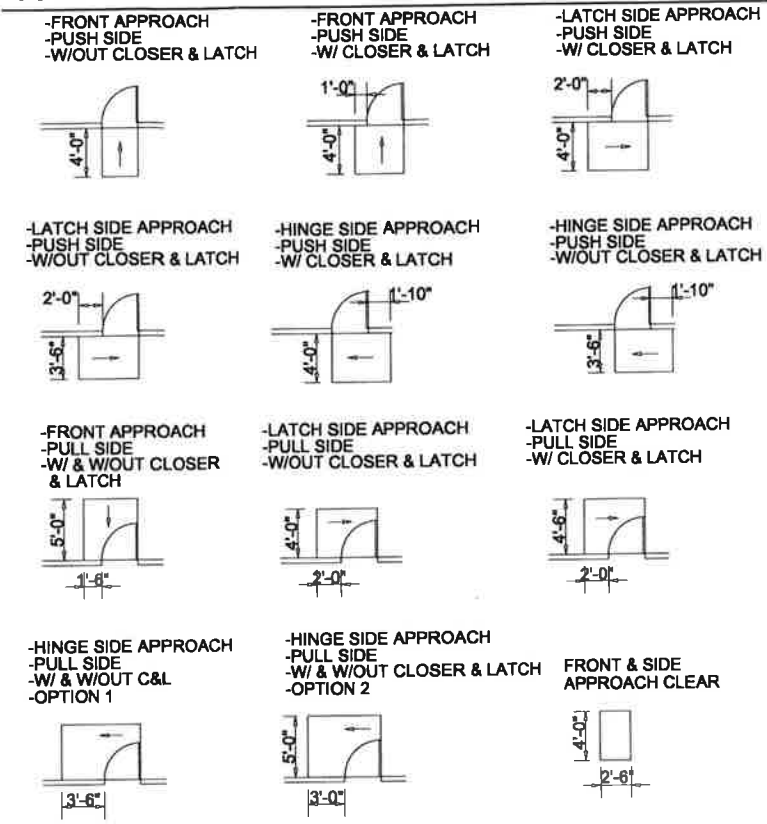 -FRONT APPROACH
-PUSH SIDE
-W/OUT CLOSER & LATCH
4'-0"
-FRONT APPROACH
-PUSH SIDE
-W/ CLOSER & LATCH
1'-0"
4'-0"
-LATCH SIDE APPROACH
-PUSH SIDE
-W/ CLOSER & LATCH
2'-0"
4'-0"
-LATCH SIDE APPROACH
-PUSH SIDE
-W/OUT CLOSER & LATCH
2'-0"
3'-6"
-HINGE SIDE APPROACH
-PUSH SIDE
-W/ CLOSER & LATCH
1'-10"
4'-0"
-HINGE SIDE APPROACH
-PUSH SIDE
-W/OUT CLOSER & LATCH
1'-10"
3'-6"
-FRONT APPROACH
-PULL SIDE
-W/ & W/OUT CLOSER
& LATCH
5'-0"
1'-6"
-LATCH SIDE APPROACH
-PULL SIDE
-W/OUT CLOSER & LATCH
4'-0"
2'-0"
-LATCH SIDE APPROACH
-PULL SIDE
-W/ CLOSER & LATCH
4'-6"
2'-0"
-HINGE SIDE APPROACH
-PULL SIDE
-W/ & W/OUT C&L
-OPTION 1
3'-6"
-HINGE SIDE APPROACH
-PULL SIDE
-W/ & W/OUT CLOSER & LATCH
-OPTION 2
5'-0"
3'-0"
FRONT & SIDE
APPROACH CLEAR
4'-0"
2'-6"